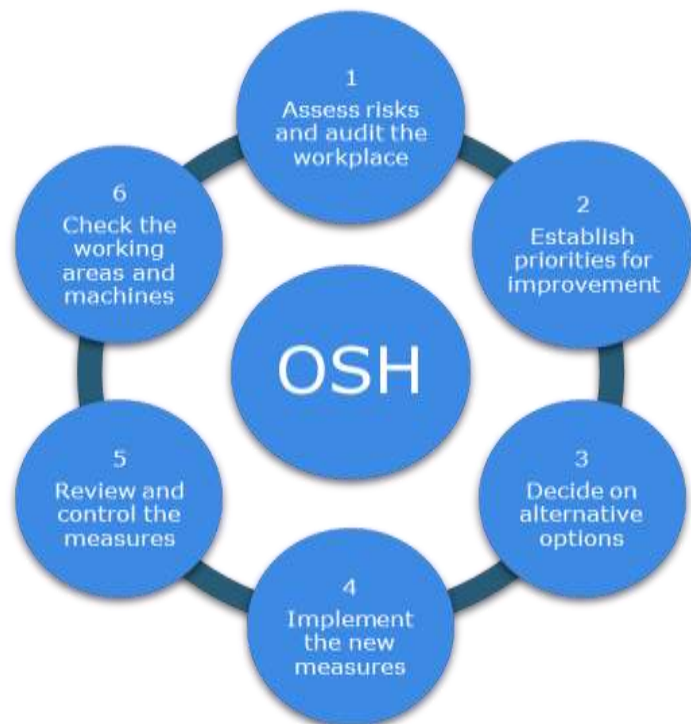 1
Assess risks
and audit the
workplace
2
Establish
priorities for
improvement
3
Decide on
alternative
options
4
Implement
the new
measures
5
Review and
control the
measures
6
Check the
working
areas and
machines
OSH